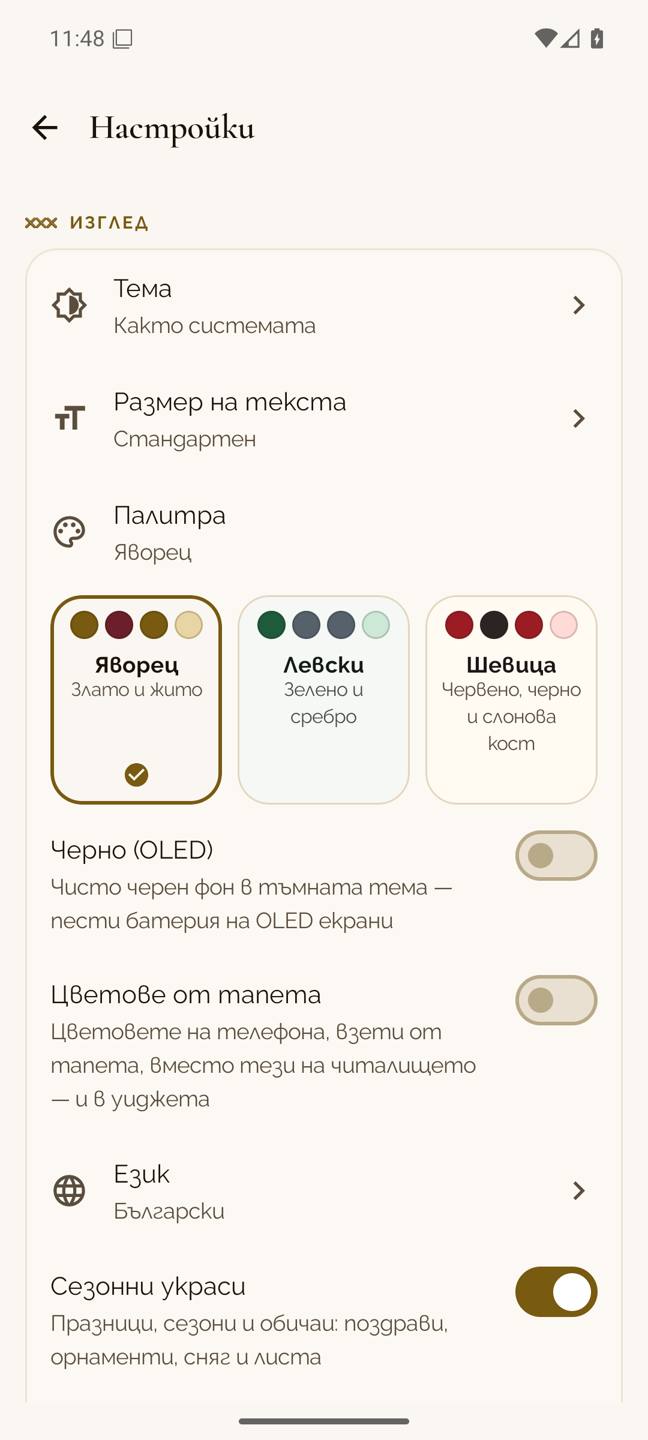 11:48
Настройки
ИЗГЛЕД
Тема
Както системата
Размер на текста
Стандартен
Палитра
Яворец
Яворец
Злато и жито
Левски
Зелено и
сребро
Шевица
Червено, черно
и слонова
кост
Черно (OLED)
Чисто черен фон в тъмната тема —
пести батерия на OLED екрани
Цветове от тапета
Цветовете на телефона, взети от
тапета, вместо тези на читалището
— и в уиджета
Език
Български
Сезонни украси
Празници, сезони и обичаи: поздрави,
орнаменти, сняг и листа